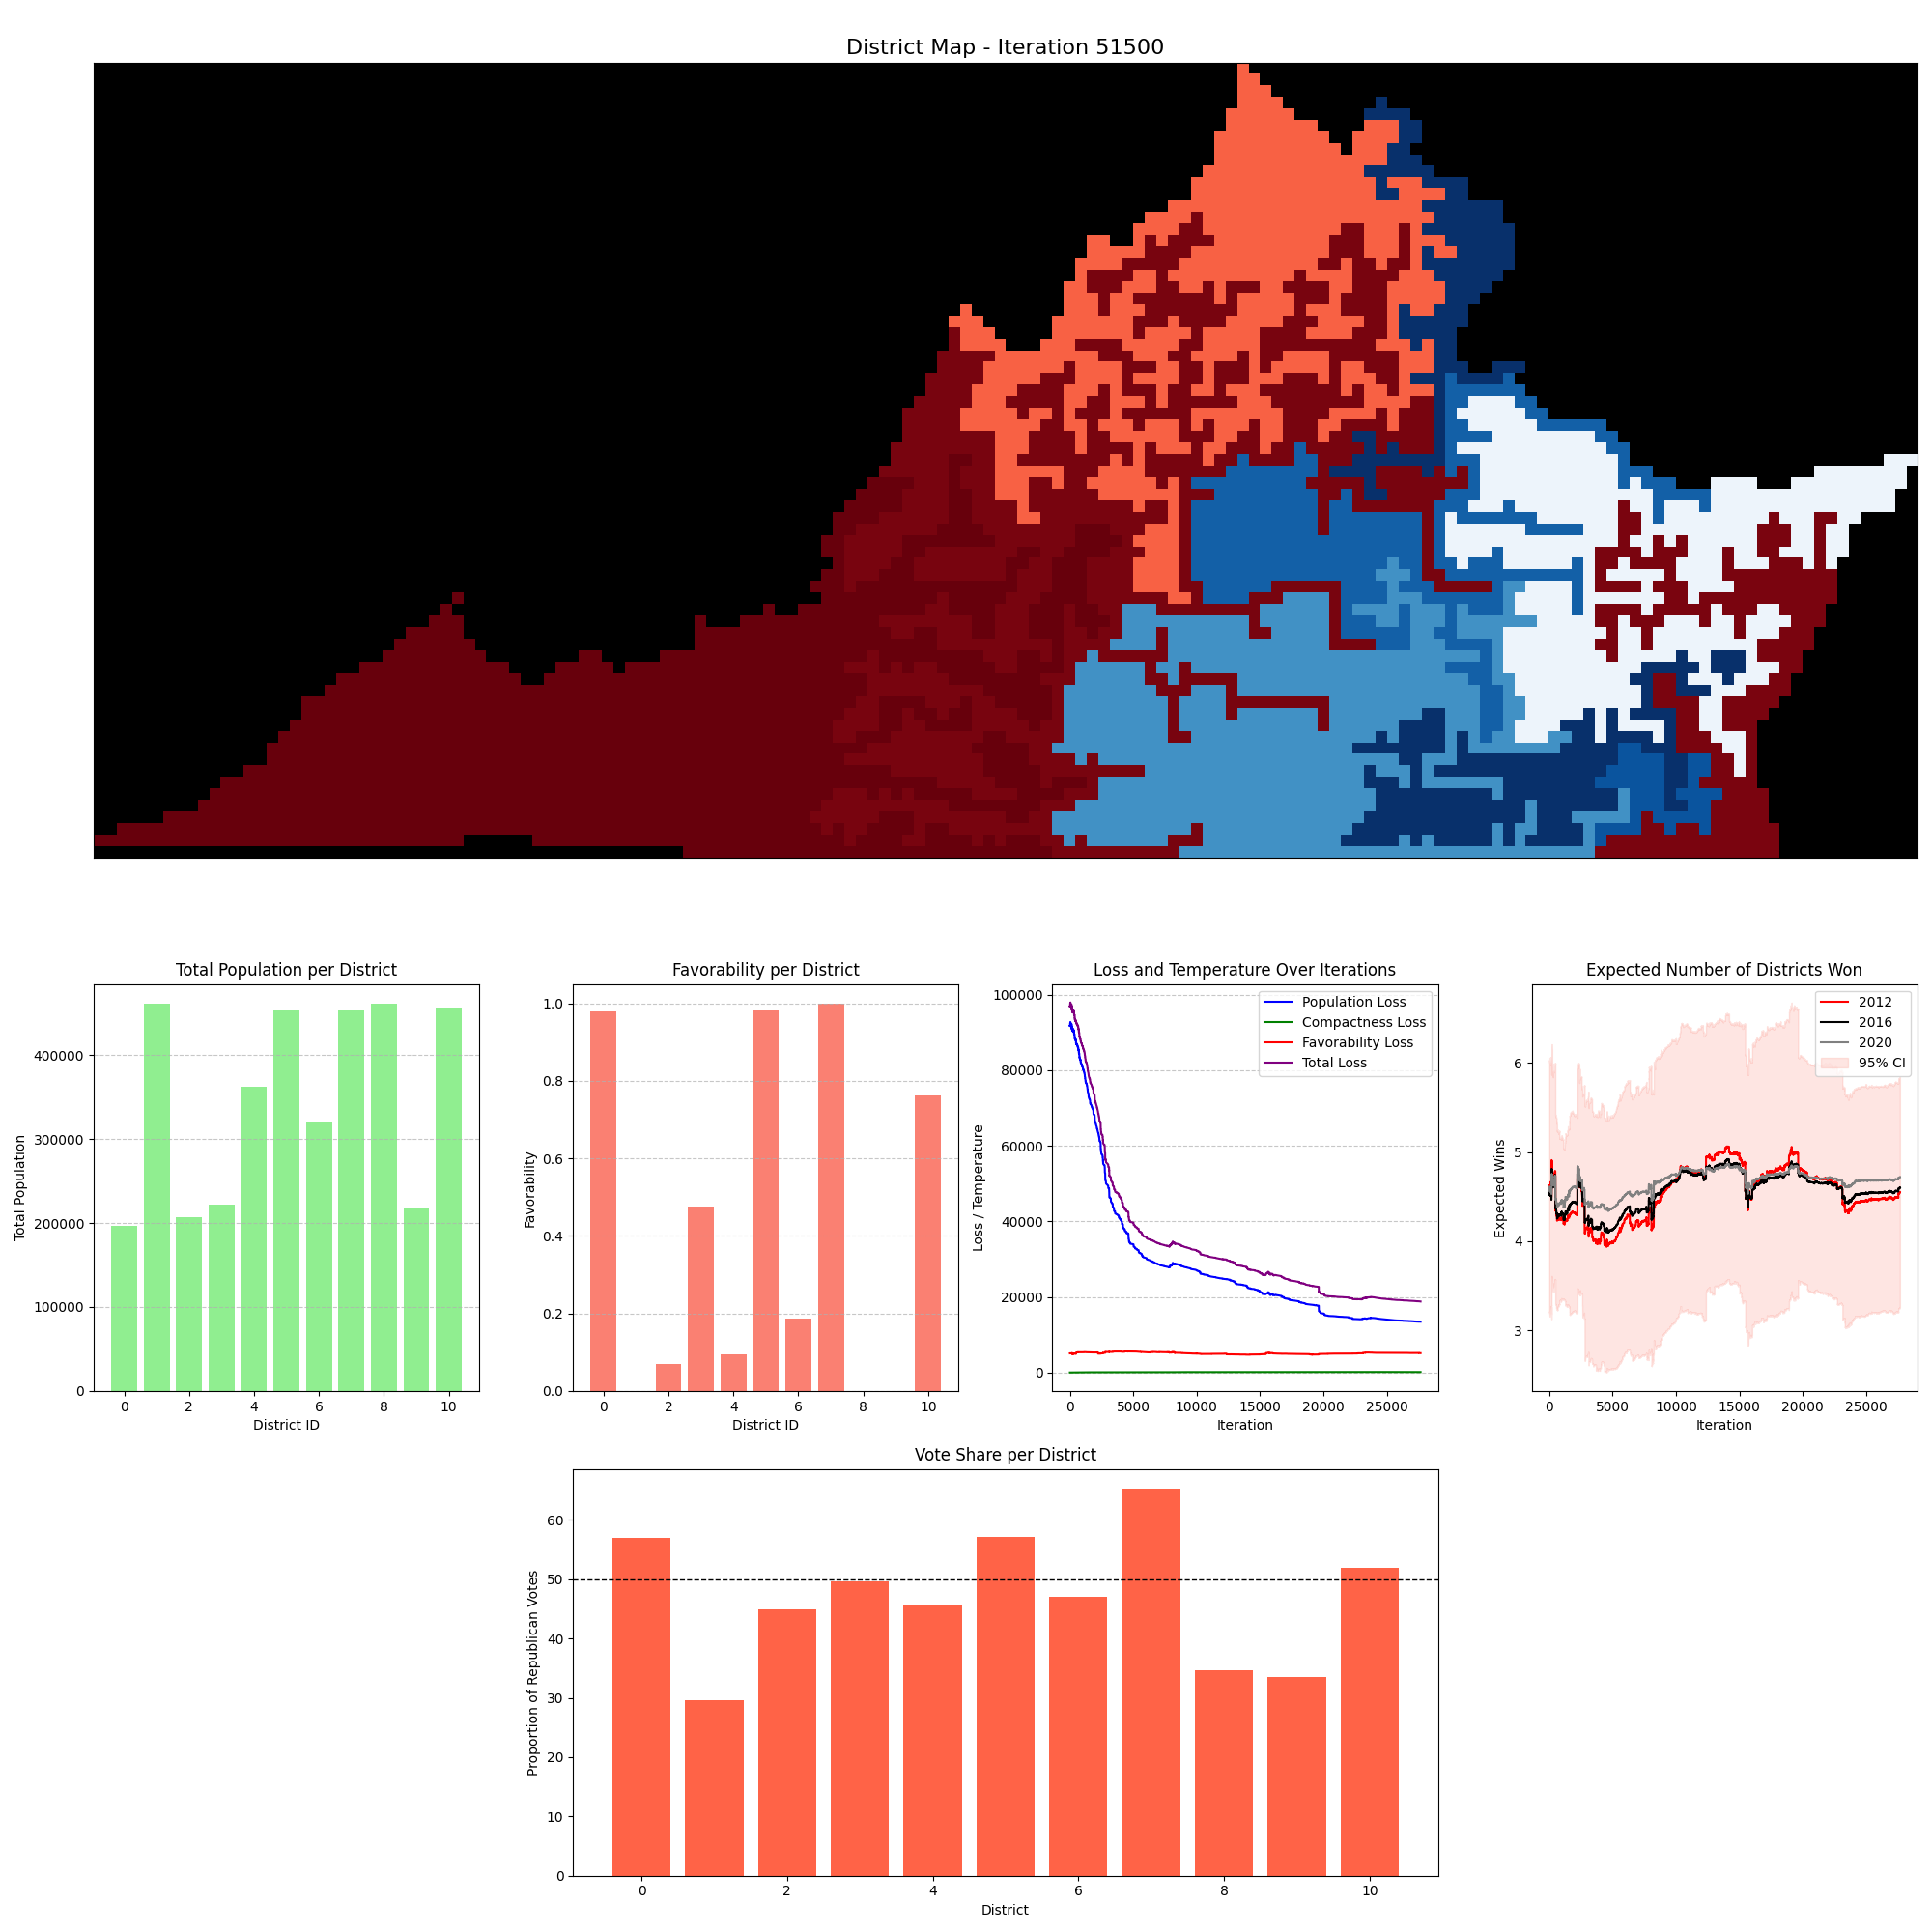 District Map - Iteration 51500
Total Population per District
Total Population
400000
300000
200000
100000
0
0 2 4 6 8 10
District ID
Favorability per District
Favorability
1.0
0.8
0.6
0.4
0.2
0.0
0 2 4 6 8 10
District ID
Loss and Temperature Over Iterations
Loss / Temperature
100000
80000
60000
40000
20000
0
Population Loss
Compactness Loss
Favorability Loss
Total Loss
0 5000 10000 15000 20000 25000
Iteration
Expected Number of Districts Won
Expected Wins
6
5
4
3
2012
2016
2020
95% CI
0 5000 10000 15000 20000 25000
Iteration
Vote Share per District
Proportion of Republican Votes
60
50
40
30
20
10
0
0 2 4 6 8 10
District